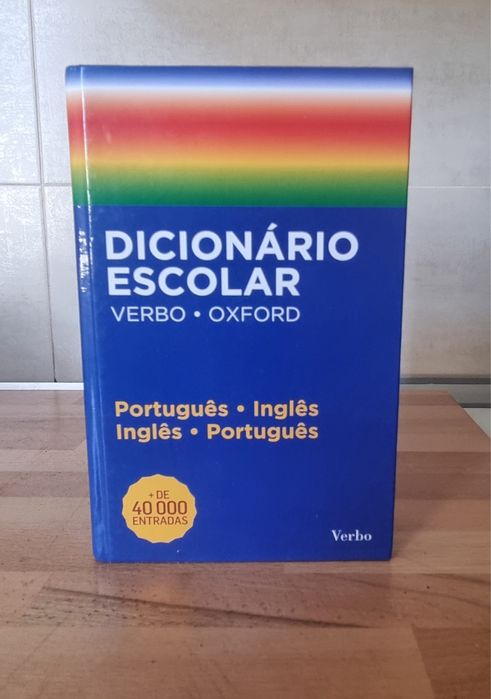 DICIONÁRIO
ESCOLAR
VERBO • OXFORD
Português • Inglês
Inglês • Português
+ DE
40 000
ENTRADAS
Verbo